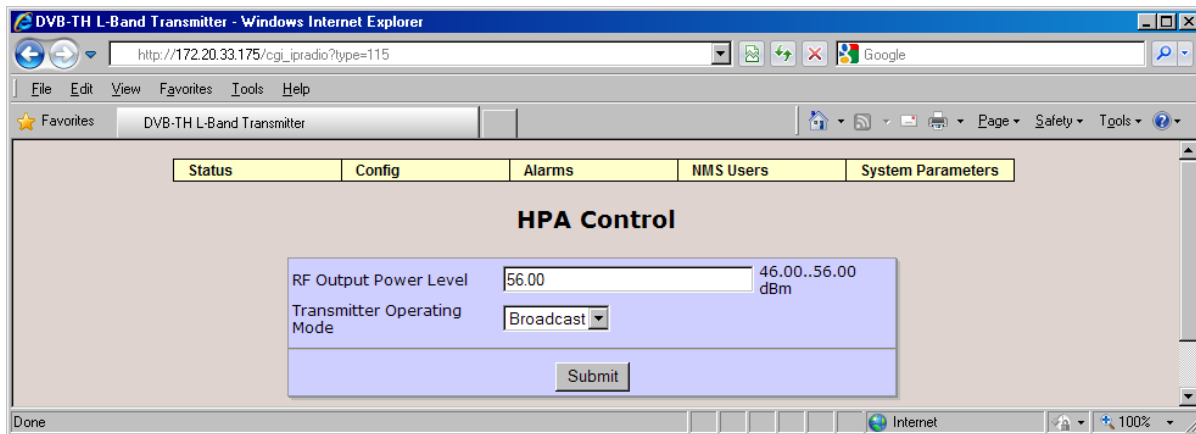 DVB-TH L-Band Transmitter - Windows Internet Explorer
http://172.20.33.175/cgi_ipradio?type=115
Google
File Edit View Favorites Tools Help
Favorites DVB-TH L-Band Transmitter Page Safety Tools
Status Config Alarms NMS Users System Parameters
HPA Control
RF Output Power Level 56.00 46.00..56.00
dBm
Transmitter Operating
Mode
Broadcast
Submit
Done Internet 100%